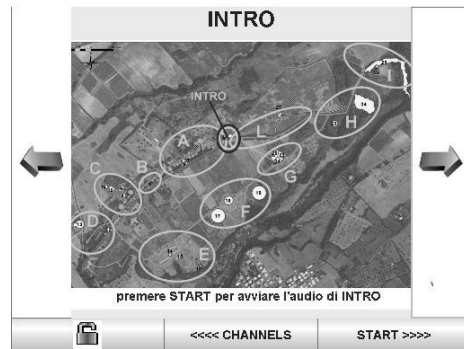 INTRO
INTRO
I
H
L
A
B
C
G
D
F
E
premere START per avviare l'audio di INTRO
<<<< CHANNELS
START >>>>